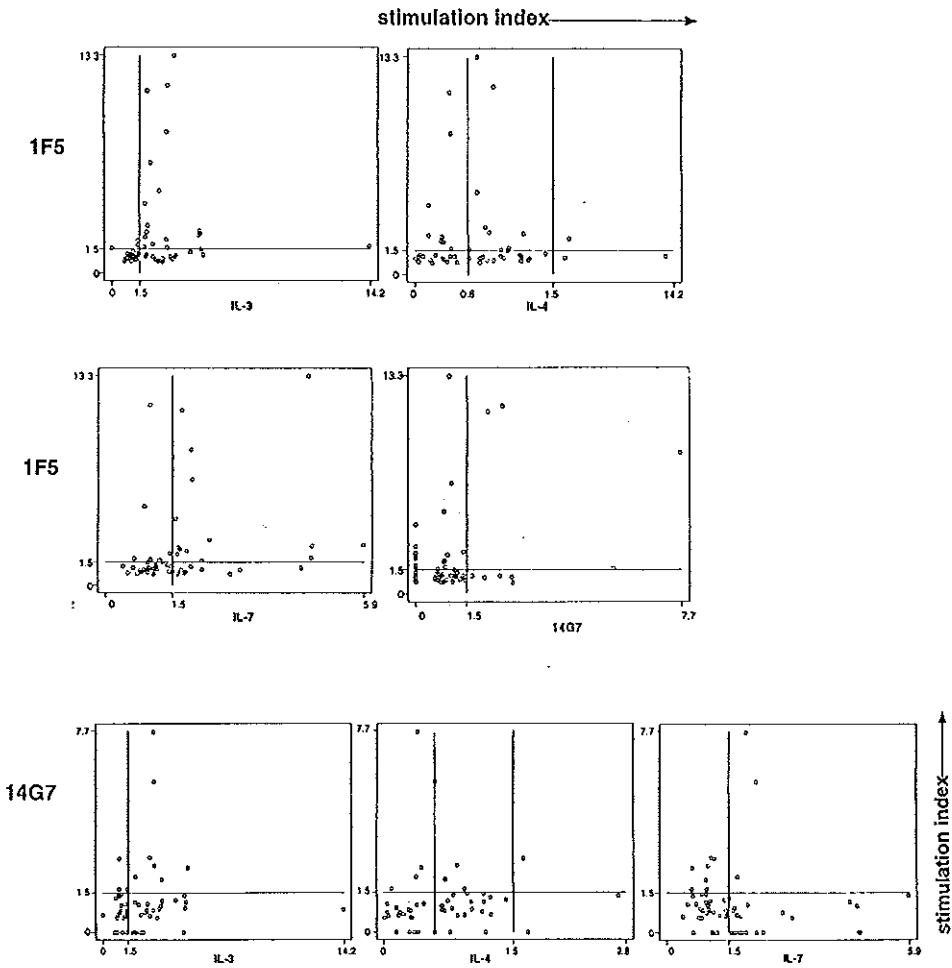 stimulation index
13.3 13.3
1F5
1.5 1.5
0 0
0 1.5 14.2 0 0.6 1.5 14.2
IL-3 IL-4
13.3 13.3
1F5
1.5 1.5
0 0
0 1.5 5.9 0 1.5 7.7
IL-7 14G7
7.7 7.7 7.7
14G7
1.5 1.5 1.5
0 0 0
0 1.5 14.2 0 1.5 2.8 0 1.5 5.9
IL-3 IL-4 IL-7
stimulation index